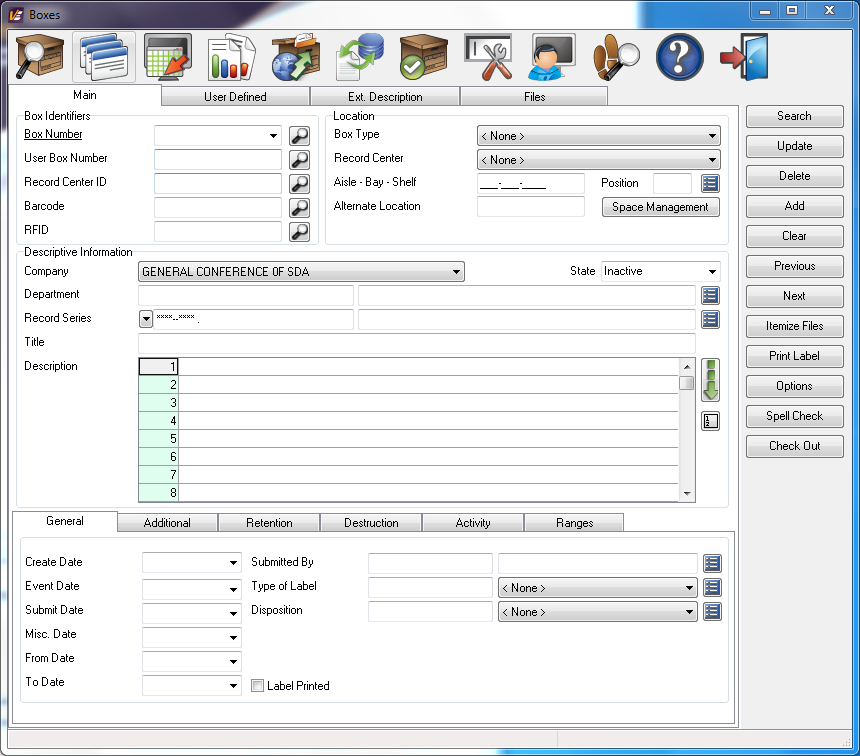 Boxes
Main
User Defined
Ext. Description
Files
Box Identifiers
Box Number
User Box Number
Record Center ID
Barcode
RFID
Location
Box Type
< None >
Record Center
< None >
Aisle - Bay - Shelf
___-___-____
Position
Alternate Location
Space Management
Descriptive Information
Company
GENERAL CONFERENCE OF SDA
State
Inactive
Department
Record Series
****--**** .
Title
Description
1
2
3
4
5
6
7
8
Search
Update
Delete
Add
Clear
Previous
Next
Itemize Files
Print Label
Options
Spell Check
Check Out
General
Additional
Retention
Destruction
Activity
Ranges
Create Date
Event Date
Submit Date
Misc. Date
From Date
To Date
Submitted By
Type of Label
< None >
Disposition
< None >
Label Printed